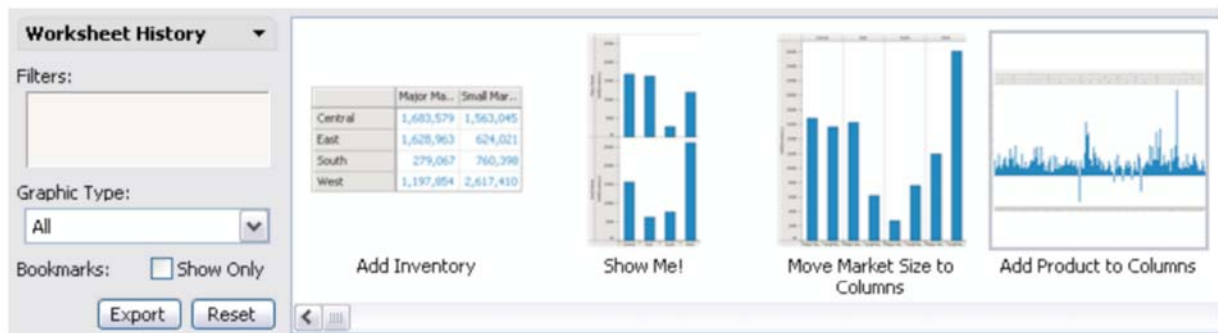 Worksheet History
Filters:
Graphic Type:
All
Bookmarks: Show Only
Export Reset
Major Ma... Small Mar...
Central 1,683,579 1,563,045
East 1,628,963 624,021
South 279,067 760,398
West 1,197,854 2,617,410
Add Inventory
Show Me!
Move Market Size to
Columns
Add Product to Columns